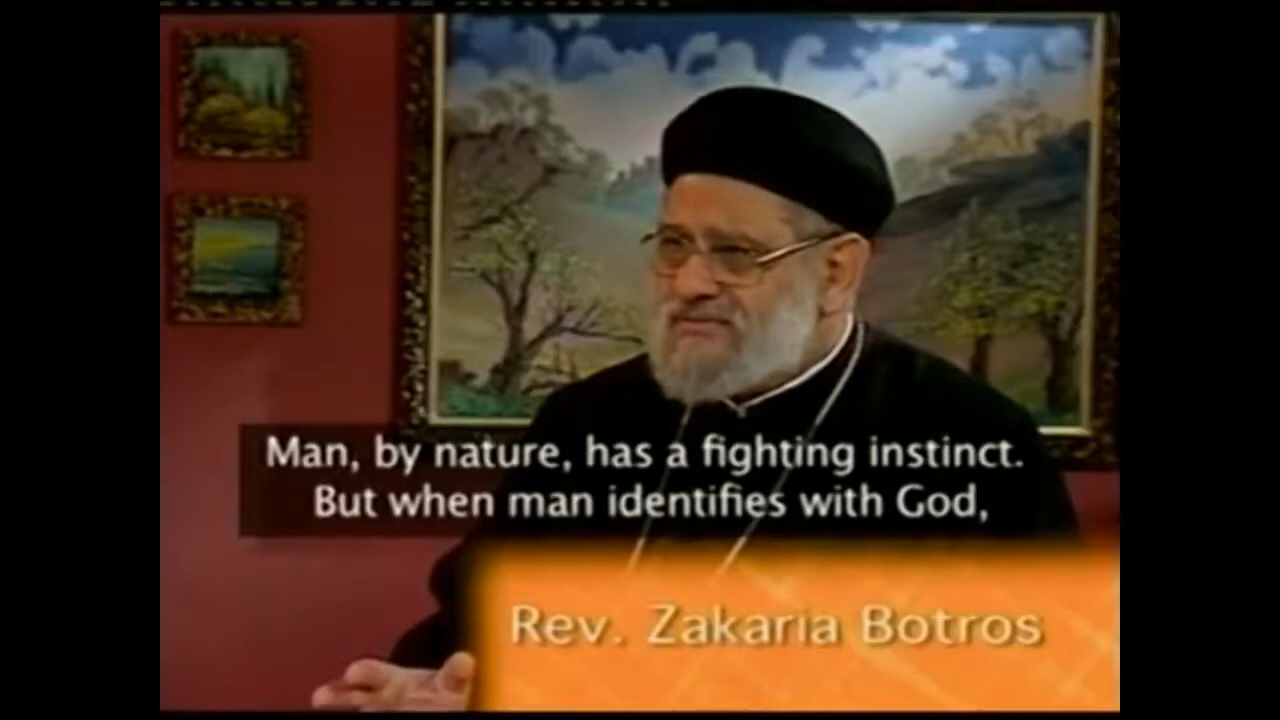 Man, by nature, has a fighting instinct.
But when man identifies with God,
Rev. Zakaria Botros